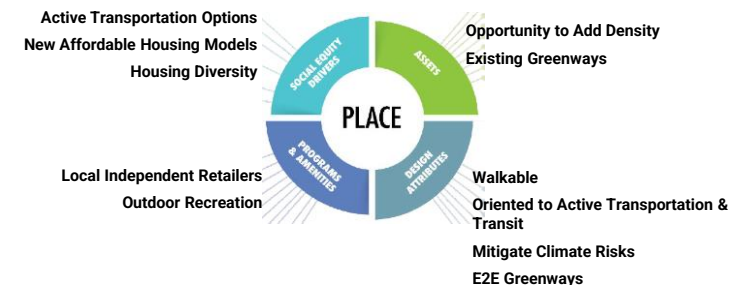 Active Transportation Options
New Affordable Housing Models
Housing Diversity
SOCIAL EQUITY
DRIVERS
ASSETS
Opportunity to Add Density
Existing Greenways
PLACE
Local Independent Retailers
Outdoor Recreation
PROGRAMS
& AMENITIES
DESIGN
ATTRIBUTES
Walkable
Oriented to Active Transportation &
Transit
Mitigate Climate Risks
E2E Greenways